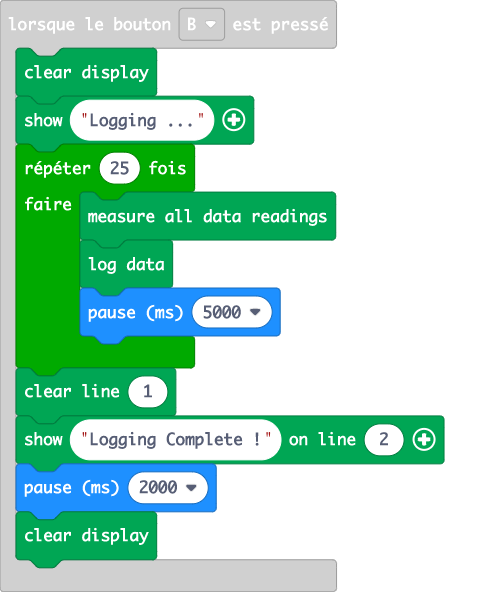 lorsque le bouton B est pressé
clear display
show "Logging ..."
répéter 25 fois
faire
measure all data readings
log data
pause (ms) 5000
clear line 1
show "Logging Complete !" on line 2
pause (ms) 2000
clear display